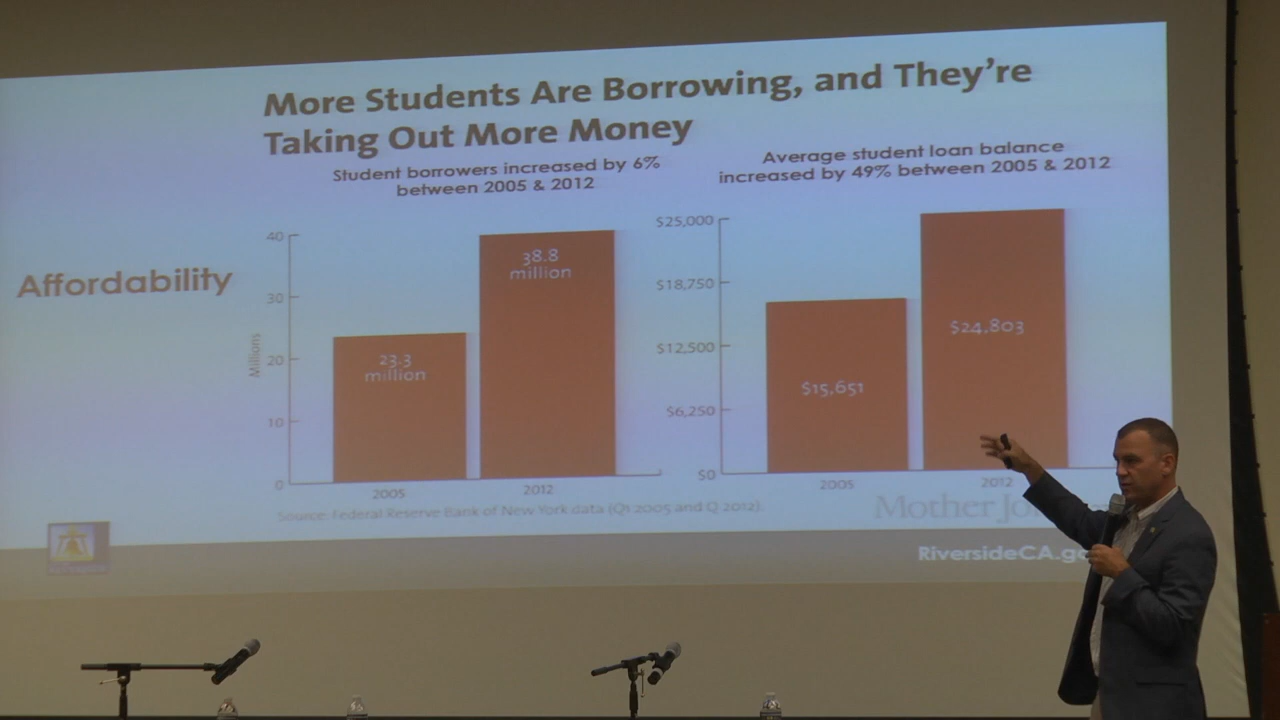 More Students Are Borrowing, and They're
Taking Out More Money
Student borrowers increased by 6%
between 2005 & 2012
Average student loan balance
increased by 49% between 2005 & 2012
Affordability
Millions
40
30
20
10
0
23.3
million
38.8
million
2005
2012
$25,000
$18,750
$12,500
$6,250
$0
$15,651
$24,803
2005
2012
Source: Federal Reserve Bank of New York data (Q1 2005 and Q 2012)
Mother Jo
RiversideCA.go